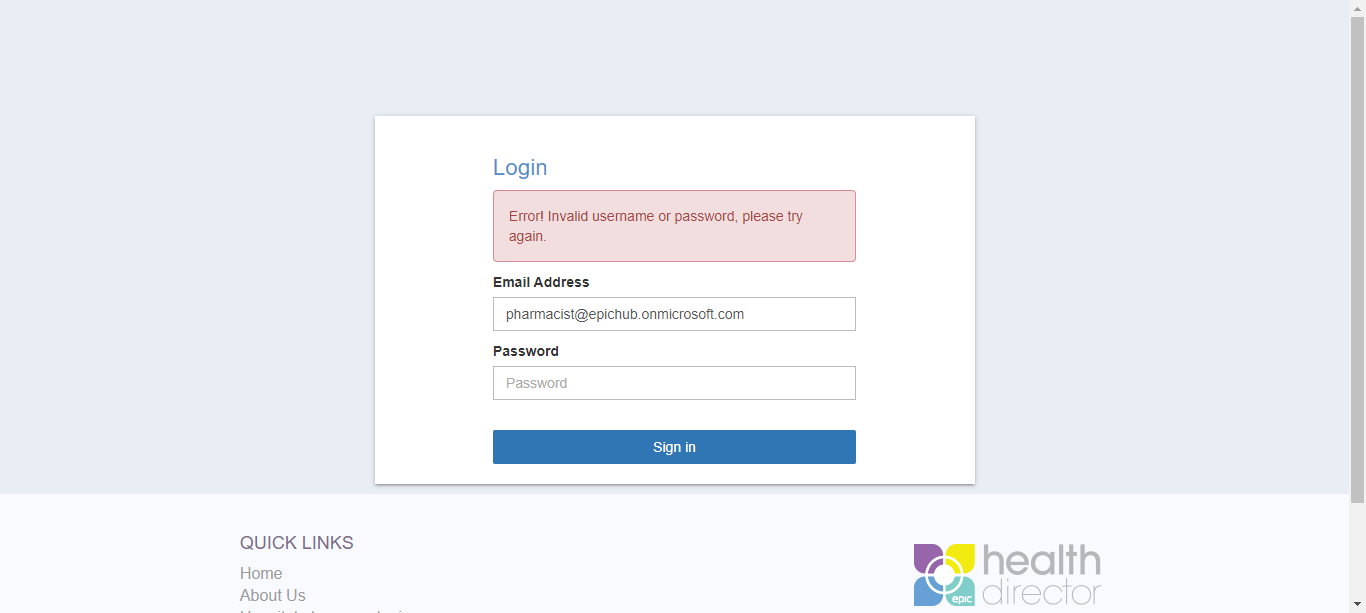 Login
Error! Invalid username or password, please try
again.
Email Address
pharmacist@epichub.onmicrosoft.com
Password
Password
Sign in
QUICK LINKS
Home
About Us
health
director
epic